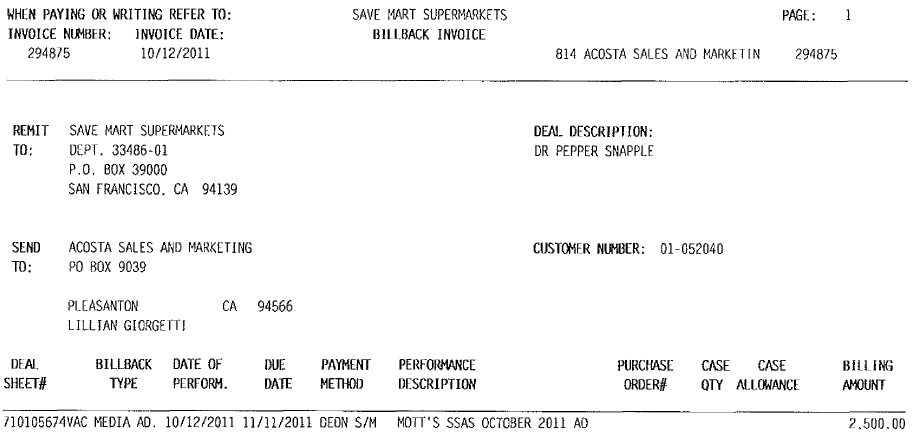 WHEN PAYING OR WRITING REFER TO: SAVE MART SUPERMARKETS PAGE: 1
INVOICE NUMBER: INVOICE DATE: BILLBACK INVOICE
294875 10/12/2011 814 ACOSTA SALES AND MARKETIN 294875
REMIT SAVE MART SUPERMARKETS DEAL DESCRIPTION:
TO: DEPT. 33486-01 DR PEPPER SNAPPLE
P.O. BOX 39000
SAN FRANCISCO, CA 94139
SEND ACOSTA SALES AND MARKETING CUSTOMER NUMBER: 01-052040
TO: PO BOX 9039
PLEASANTON CA 94566
LILLIAN GIORGETTI
DEAL BILLBACK DATE OF DUE PAYMENT PERFORMANCE PURCHASE CASE CASE BILLING
SHEET# TYPE PERFORM. DATE METHOD DESCRIPTION ORDER# QTY ALLOWANCE AMOUNT
710105674VAC MEDIA AD. 10/12/2011 11/11/2011 DEDN S/M MOTT'S SSAS OCTOBER 2011 AD 2,500.00